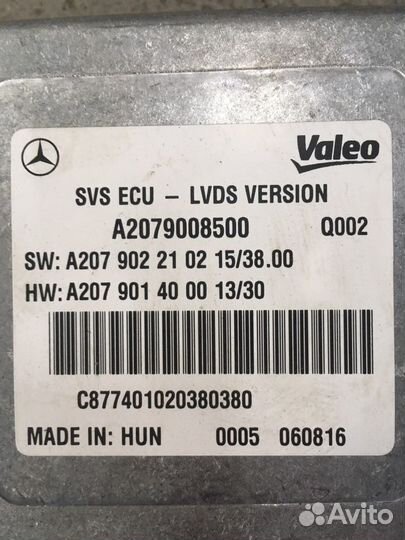 Valeo
SVS ECU – LVDS VERSION
A2079008500 Q002
SW: A207 902 21 02 15/38.00
HW: A207 901 40 00 13/30
C877401020380380
MADE IN: HUN 0005 060816
Avito